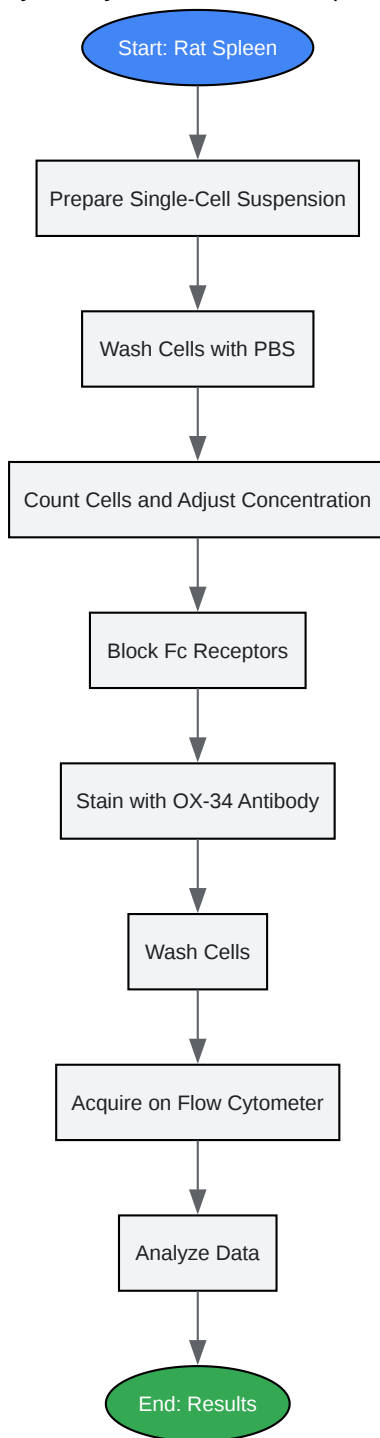 Start: Rat Spleen
Prepare Single-Cell Suspension
Wash Cells with PBS
Count Cells and Adjust Concentration
Block Fc Receptors
Stain with OX-34 Antibody
Wash Cells
Acquire on Flow Cytometer
Analyze Data
End: Results